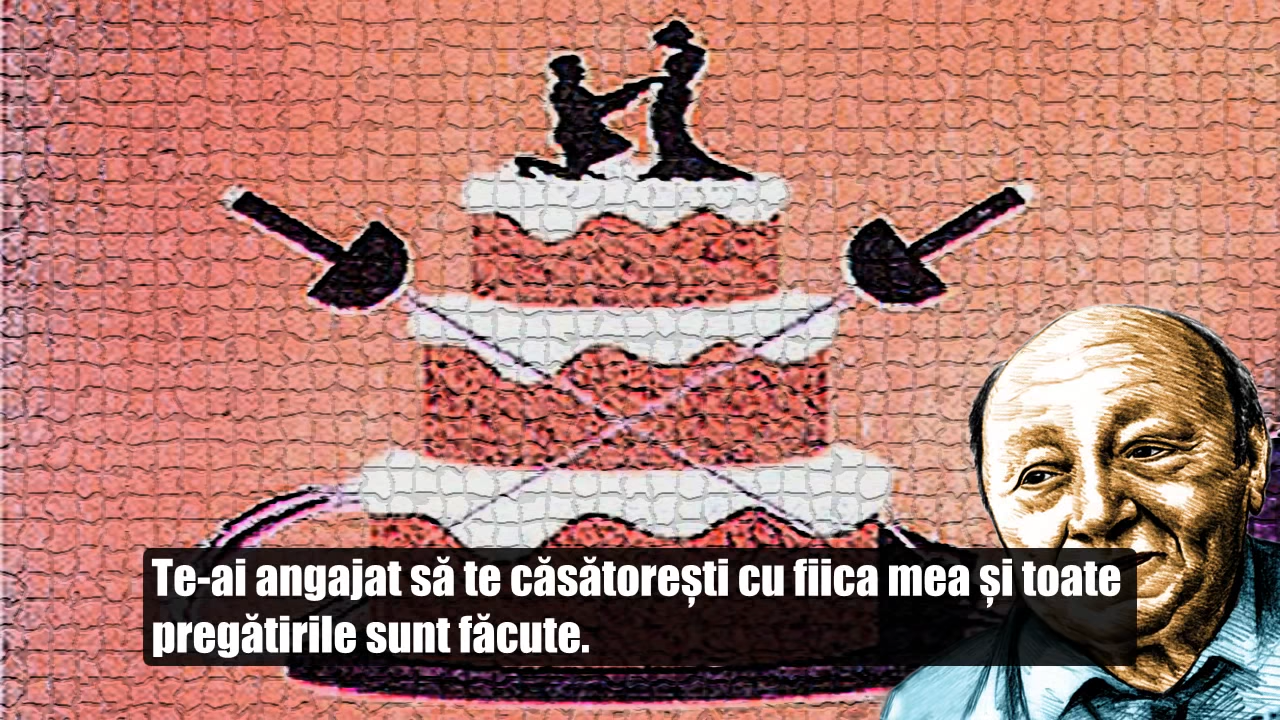 Te-ai angajat să te căsătorești cu fiica mea și toate
pregătirile sunt făcute.